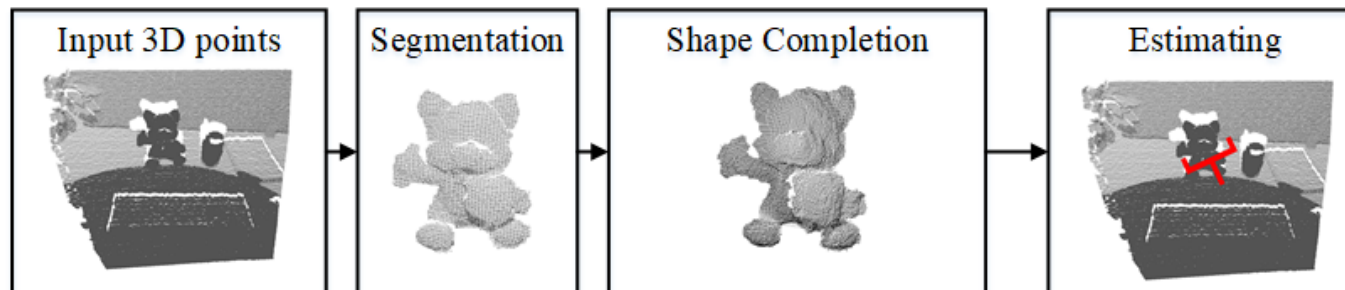 Input 3D points
Segmentation
Shape Completion
Estimating